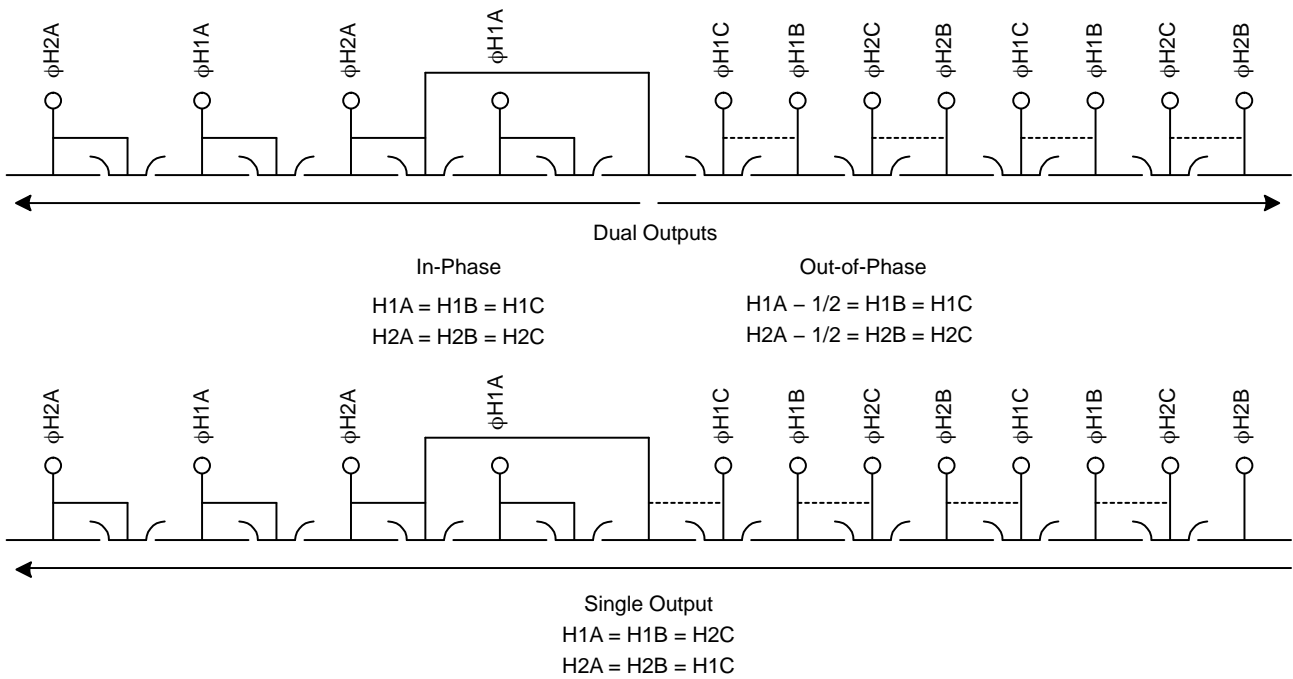 φH2A φH1A φH2A φH1A φH1C φH1B φH2C φH2B φH1C φH1B φH2C φH2B
Dual Outputs
In-Phase
H1A = H1B = H1C
H2A = H2B = H2C
Out-of-Phase
H1A − 1/2 = H1B = H1C
H2A − 1/2 = H2B = H2C
φH2A φH1A φH2A φH1A φH1C φH1B φH2C φH2B φH1C φH1B φH2C φH2B
Single Output
H1A = H1B = H2C
H2A = H2B = H1C